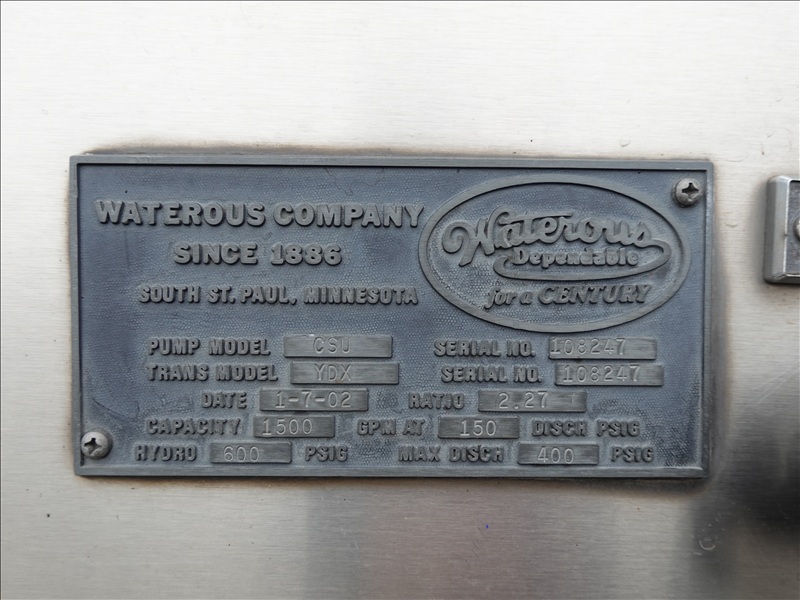 WATEROUS COMPANY
SINCE 1886
SOUTH ST. PAUL, MINNESOTA
Waterous
Dependable
for a CENTURY
PUMP MODEL CSU SERIAL NO. 108247
TRANS MODEL YDX SERIAL NO. 108247
DATE 1-7-02 RATIO 2.27
CAPACITY 1500 GPM AT 150 DISCH PSIG
HYDRO 600 PSIG MAX DISCH 400 PSIG